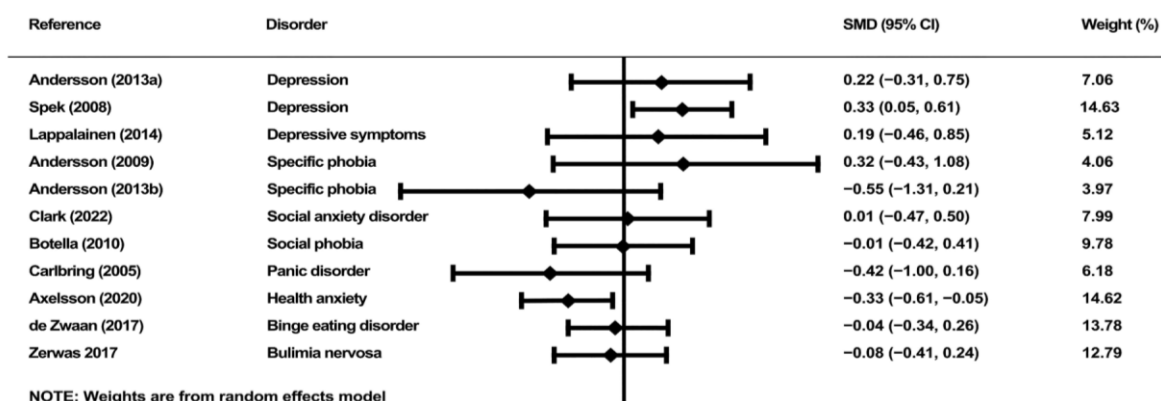 Reference Disorder SMD (95% CI) Weight (%)
Andersson (2013a) Depression 0.22 (−0.31, 0.75) 7.06
Spek (2008) Depression 0.33 (0.05, 0.61) 14.63
Lappalainen (2014) Depressive symptoms 0.19 (−0.46, 0.85) 5.12
Andersson (2009) Specific phobia 0.32 (−0.43, 1.08) 4.06
Andersson (2013b) Specific phobia −0.55 (−1.31, 0.21) 3.97
Clark (2022) Social anxiety disorder 0.01 (−0.47, 0.50) 7.99
Botella (2010) Social phobia −0.01 (−0.42, 0.41) 9.78
Carlbring (2005) Panic disorder −0.42 (−1.00, 0.16) 6.18
Axelsson (2020) Health anxiety −0.33 (−0.61, −0.05) 14.62
de Zwaan (2017) Binge eating disorder −0.04 (−0.34, 0.26) 13.78
Zerwas 2017 Bulimia nervosa −0.08 (−0.41, 0.24) 12.79
NOTE: Weights are from random effects model